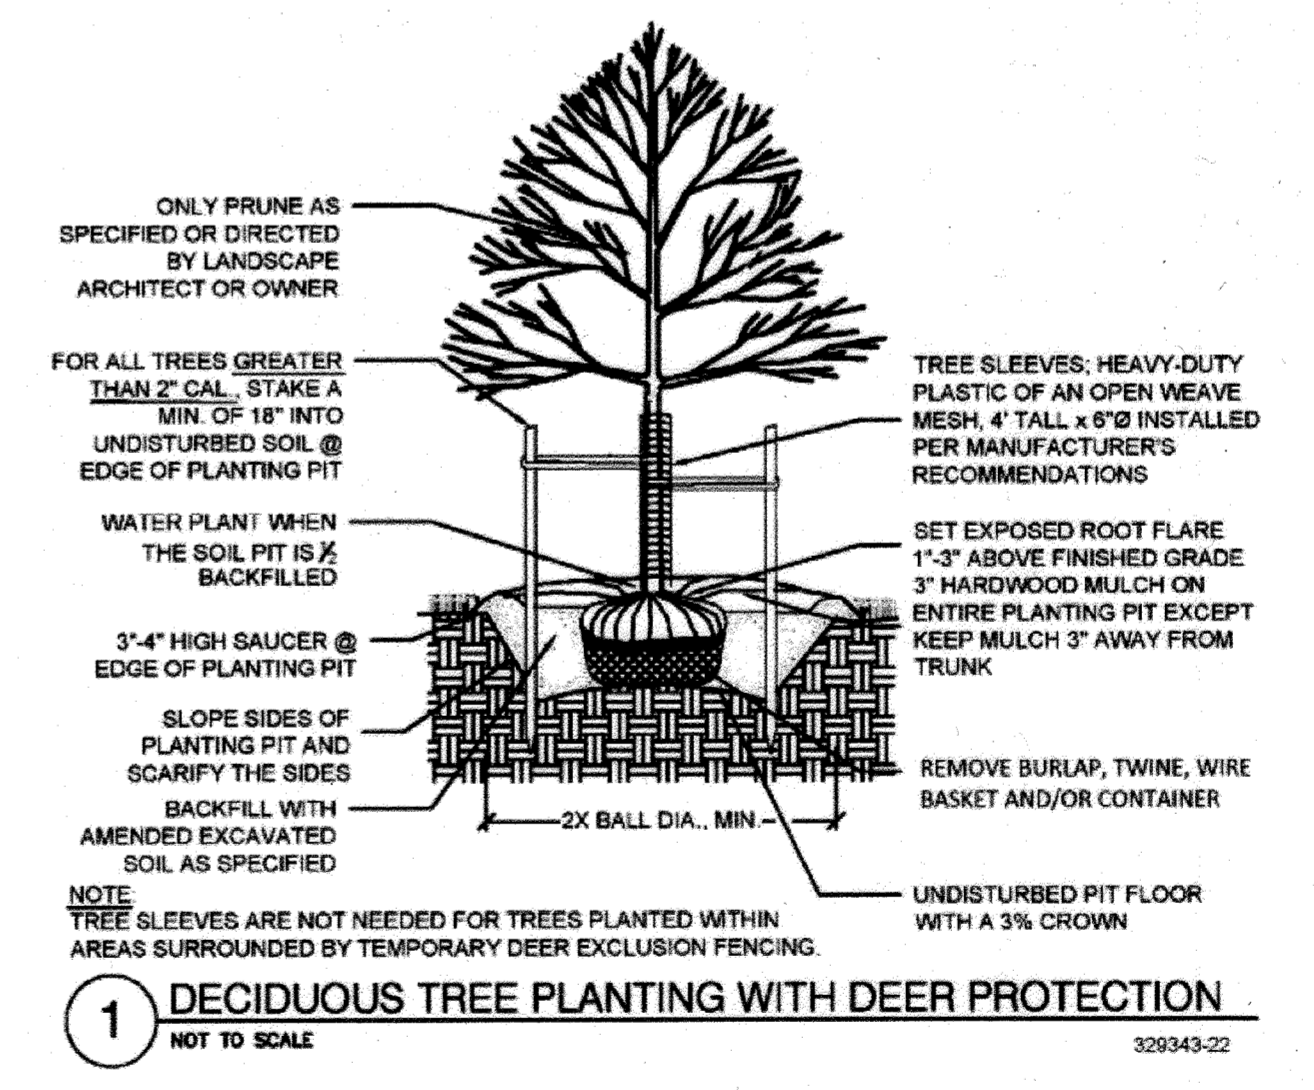 ONLY PRUNE AS
SPECIFIED OR DIRECTED
BY LANDSCAPE
ARCHITECT OR OWNER
FOR ALL TREES GREATER
THAN 2" CAL., STAKE A
MIN. OF 18" INTO
UNDISTURBED SOIL @
EDGE OF PLANTING PIT
WATER PLANT WHEN
THE SOIL PIT IS ½
BACKFILLED
3"-4" HIGH SAUCER @
EDGE OF PLANTING PIT
SLOPE SIDES OF
PLANTING PIT AND
SCARIFY THE SIDES
BACKFILL WITH
AMENDED EXCAVATED
SOIL AS SPECIFIED
TREE SLEEVES; HEAVY-DUTY
PLASTIC OF AN OPEN WEAVE
MESH, 4' TALL x 6"Ø INSTALLED
PER MANUFACTURER'S
RECOMMENDATIONS
SET EXPOSED ROOT FLARE
1"-3" ABOVE FINISHED GRADE
3" HARDWOOD MULCH ON
ENTIRE PLANTING PIT EXCEPT
KEEP MULCH 3" AWAY FROM
TRUNK
REMOVE BURLAP, TWINE, WIRE
BASKET AND/OR CONTAINER
2X BALL DIA., MIN.
UNDISTURBED PIT FLOOR
WITH A 3% CROWN
NOTE:
TREE SLEEVES ARE NOT NEEDED FOR TREES PLANTED WITHIN
AREAS SURROUNDED BY TEMPORARY DEER EXCLUSION FENCING.
1 DECIDUOUS TREE PLANTING WITH DEER PROTECTION
NOT TO SCALE
329343-22